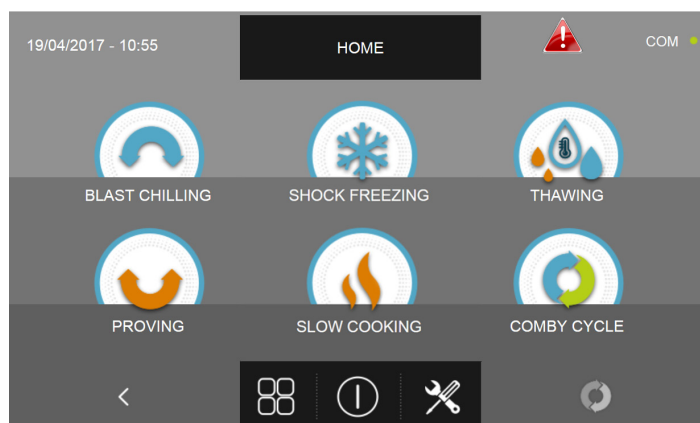 19/04/2017 - 10:55
HOME
COM
BLAST CHILLING
SHOCK FREEZING
THAWING
PROVING
SLOW COOKING
COMBY CYCLE